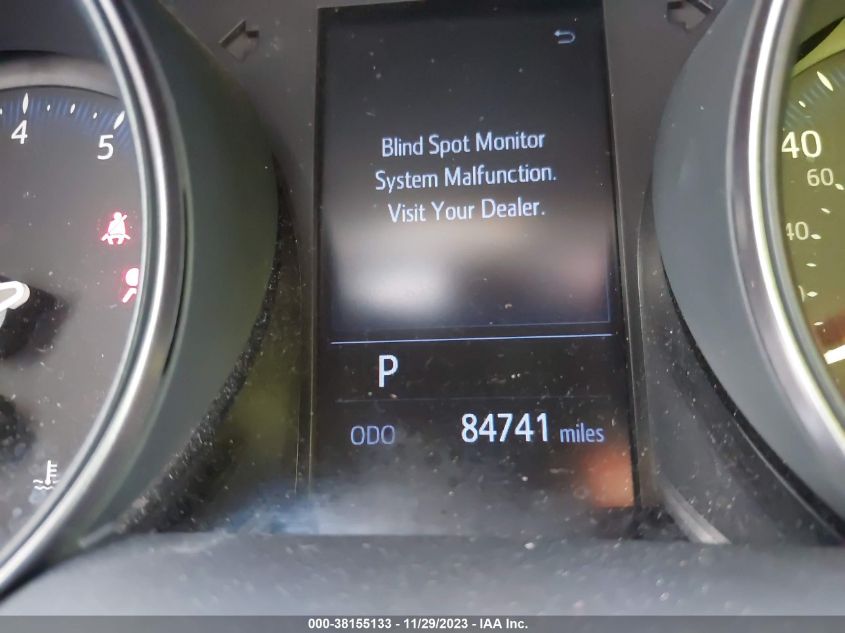 4
5
Blind Spot Monitor
System Malfunction.
Visit Your Dealer.
P
ODO 84741 miles
40
60
40
000-38155133 - 11/29/2023 - IAA Inc.